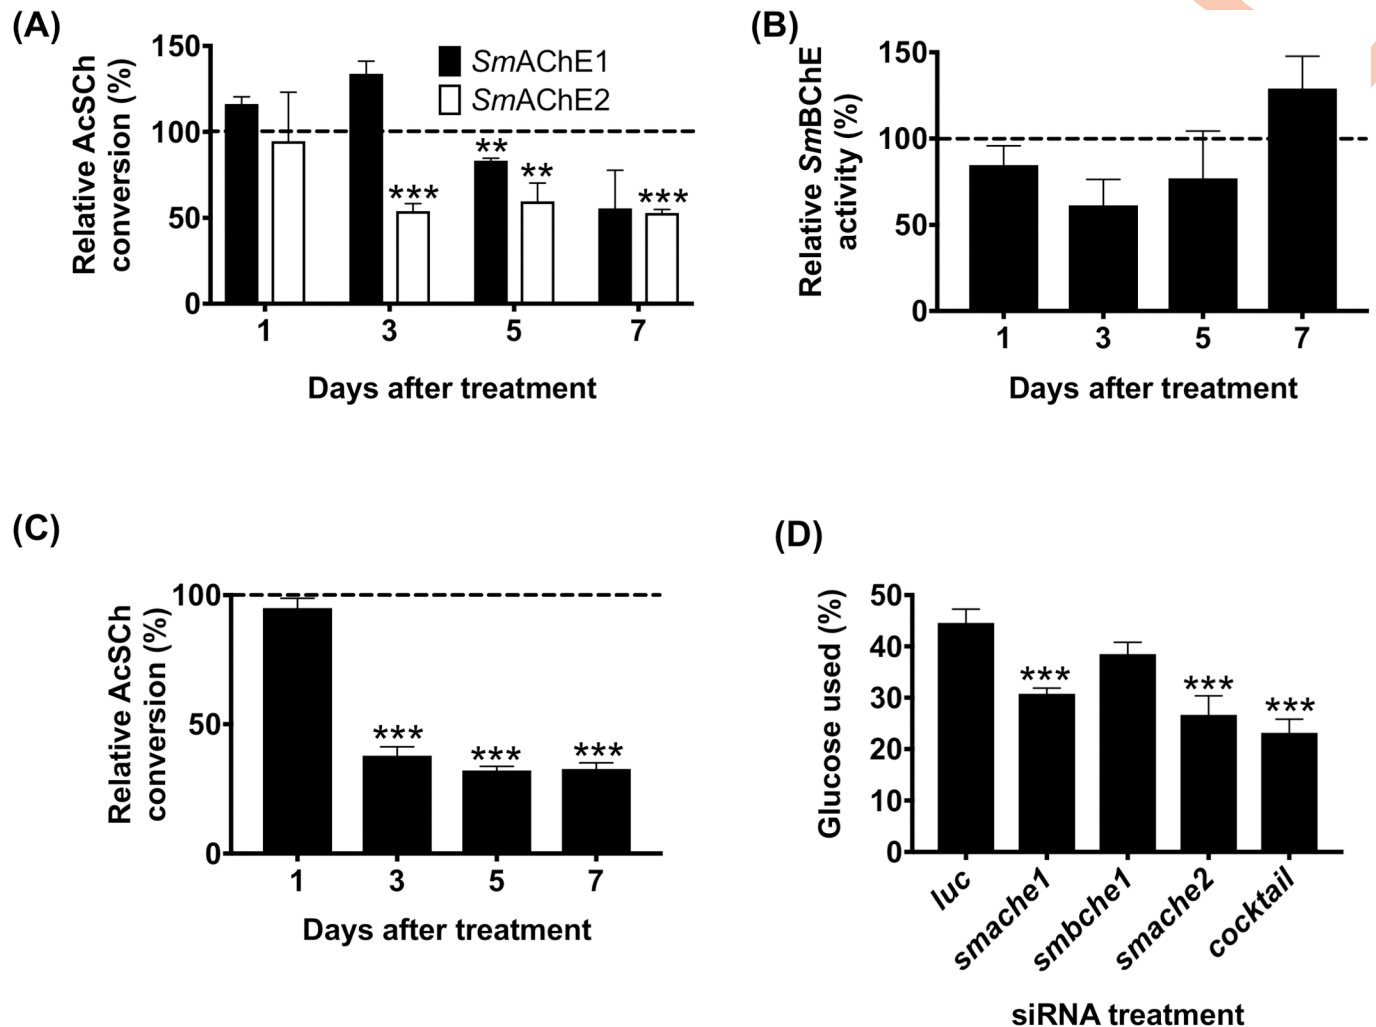 (A)
Relative AcSCh
conversion (%)
150
100
50
0
SmAChE1
SmAChE2
***
**
**
***
1 3 5 7
Days after treatment
(B)
Relative SmBChE
activity (%)
150
100
50
0
1 3 5 7
Days after treatment
(C)
Relative AcSCh
conversion (%)
100
50
0
***
***
***
1 3 5 7
Days after treatment
(D)
Glucose used (%)
50
40
30
20
10
0
***
***
***
luc
smache1
smbche1
smache2
cocktail
siRNA treatment